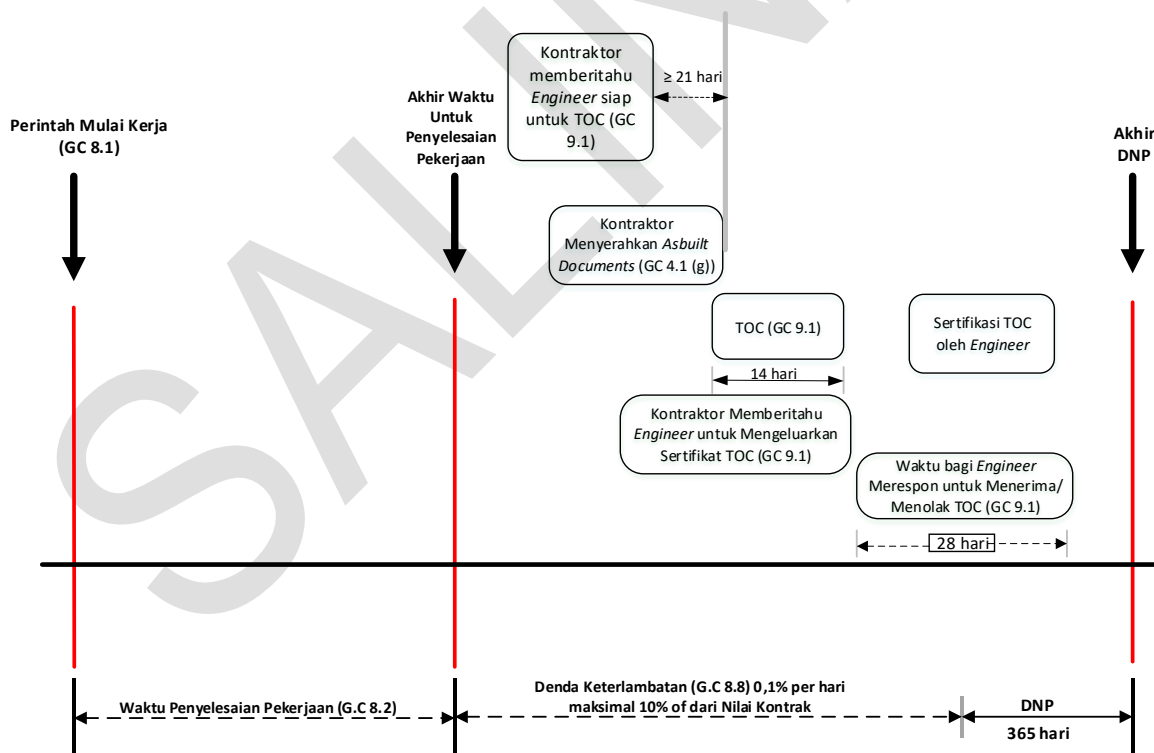 Perintah Mulai Kerja
(GC 8.1)
Akhir Waktu
Untuk
Penyelesaian
Pekerjaan
Kontraktor
memberitahu
Engineer siap
untuk TOC (GC
9.1)
≥ 21 hari
Akhir
DNP
Kontraktor
Menyerahkan Asbuilt
Documents (GC 4.1 (g))
TOC (GC 9.1)
14 hari
Sertifikasi TOC
oleh Engineer
Kontraktor Memberitahu
Engineer untuk Mengeluarkan
Sertifikat TOC (GC 9.1)
Waktu bagi Engineer
Merespon untuk Menerima/
Menolak TOC (GC 9.1)
28 hari
Waktu Penyelesaian Pekerjaan (G.C 8.2)
Denda Keterlambatan (G.C 8.8) 0,1% per hari
maksimal 10% of dari Nilai Kontrak
DNP
365 hari